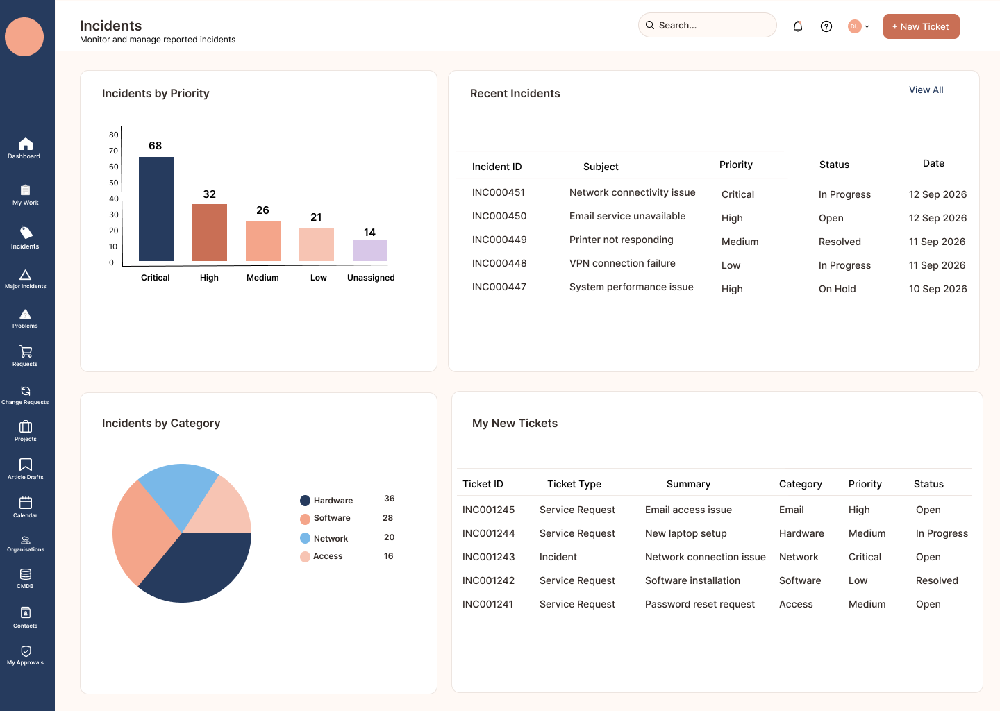 Incidents
Monitor and manage reported incidents
Search...
DU
+ New Ticket
Dashboard
My Work
Incidents
Major Incidents
Problems
Requests
Change Requests
Projects
Article Drafts
Calendar
Organisations
CMDB
Contacts
My Approvals
Incidents by Priority
80
70
60
50
40
30
20
10
0
68
32
26
21
14
Critical High Medium Low Unassigned
Recent Incidents
View All
Incident ID Subject Priority Status Date
INC000451 Network connectivity issue Critical In Progress 12 Sep 2026
INC000450 Email service unavailable High Open 12 Sep 2026
INC000449 Printer not responding Medium Resolved 11 Sep 2026
INC000448 VPN connection failure Low In Progress 11 Sep 2026
INC000447 System performance issue High On Hold 10 Sep 2026
Incidents by Category
Hardware 36
Software 28
Network 20
Access 16
My New Tickets
Ticket ID Ticket Type Summary Category Priority Status
INC001245 Service Request Email access issue Email High Open
INC001244 Service Request New laptop setup Hardware Medium In Progress
INC001243 Incident Network connection issue Network Critical Open
INC001242 Service Request Software installation Software Low Resolved
INC001241 Service Request Password reset request Access Medium Open